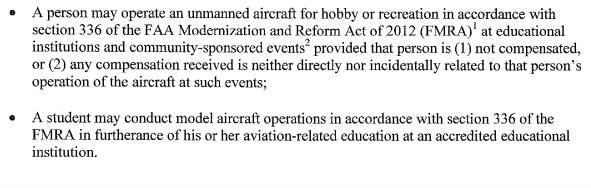 • A person may operate an unmanned aircraft for hobby or recreation in accordance with
section 336 of the FAA Modernization and Reform Act of 2012 (FMRA)¹ at educational
institutions and community-sponsored events² provided that person is (1) not compensated,
or (2) any compensation received is neither directly nor incidentally related to that person's
operation of the aircraft at such events;
• A student may conduct model aircraft operations in accordance with section 336 of the
FMRA in furtherance of his or her aviation-related education at an accredited educational
institution.